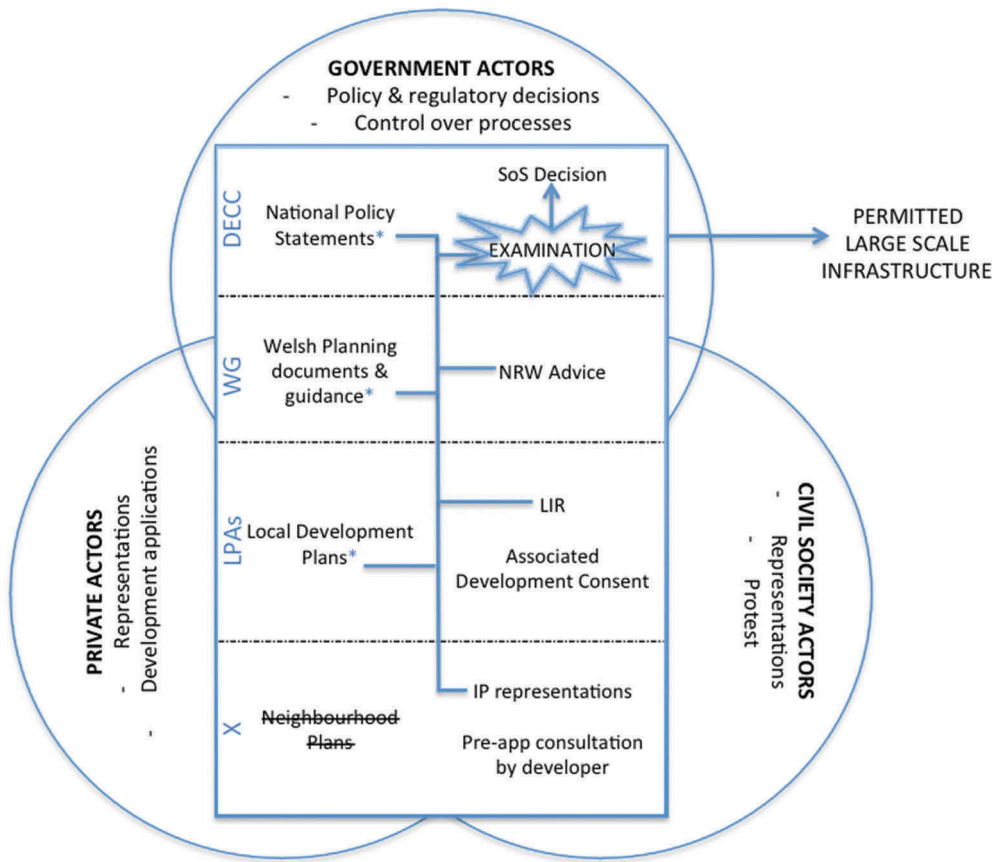 GOVERNMENT ACTORS
- Policy & regulatory decisions
- Control over processes
DECC
National Policy
Statements*
SoS Decision
EXAMINATION
PERMITTED
LARGE SCALE
INFRASTRUCTURE
WG
Welsh Planning
documents &
guidance*
NRW Advice
LPAs
Local Development
Plans*
LIR
Associated
Development Consent
X
Neighbourhood
Plans
IP representations
Pre-app consultation
by developer
PRIVATE ACTORS
- Representations
- Development applications
CIVIL SOCIETY ACTORS
- Representations
- Protest